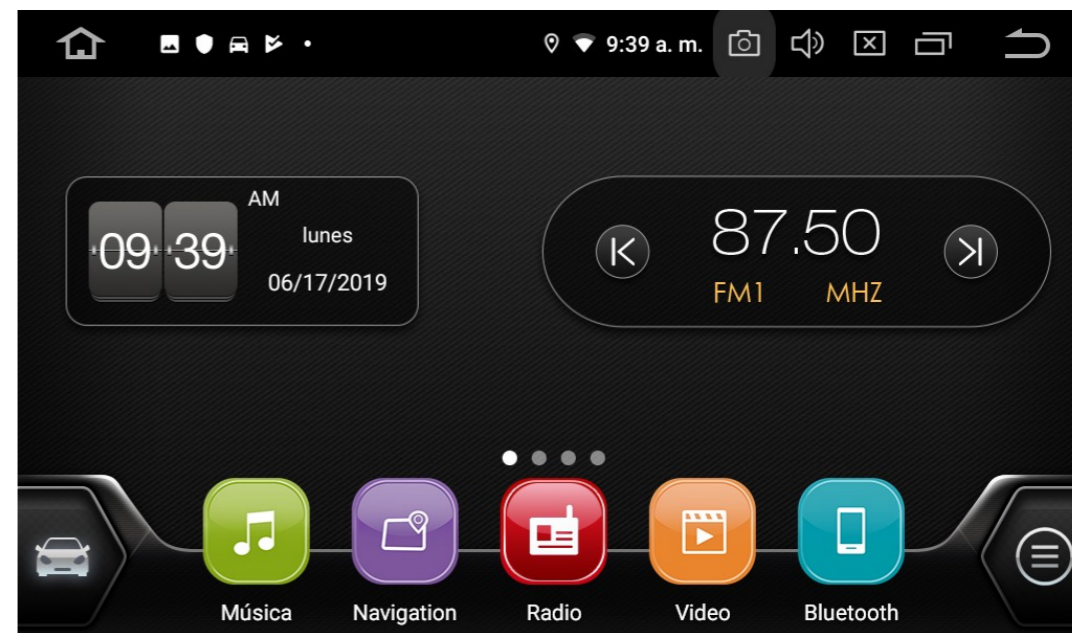 9:39 a. m.
09 39
AM
lunes
06/17/2019
87.50
FM1 MHZ
Música Navigation Radio Video Bluetooth